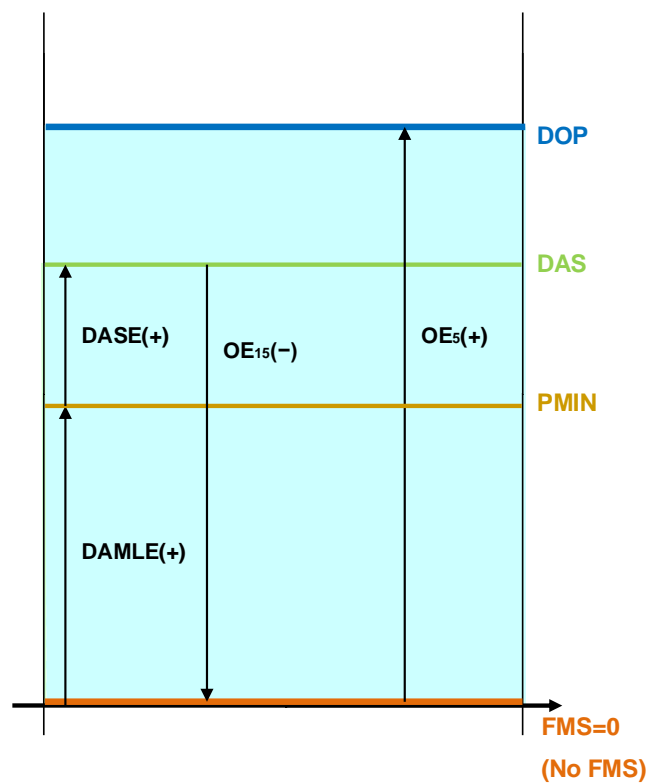 DOP
DAS
DASE(+)
OE15(−)
OE5(+)
PMIN
DAMLE(+)
FMS=0
(No FMS)